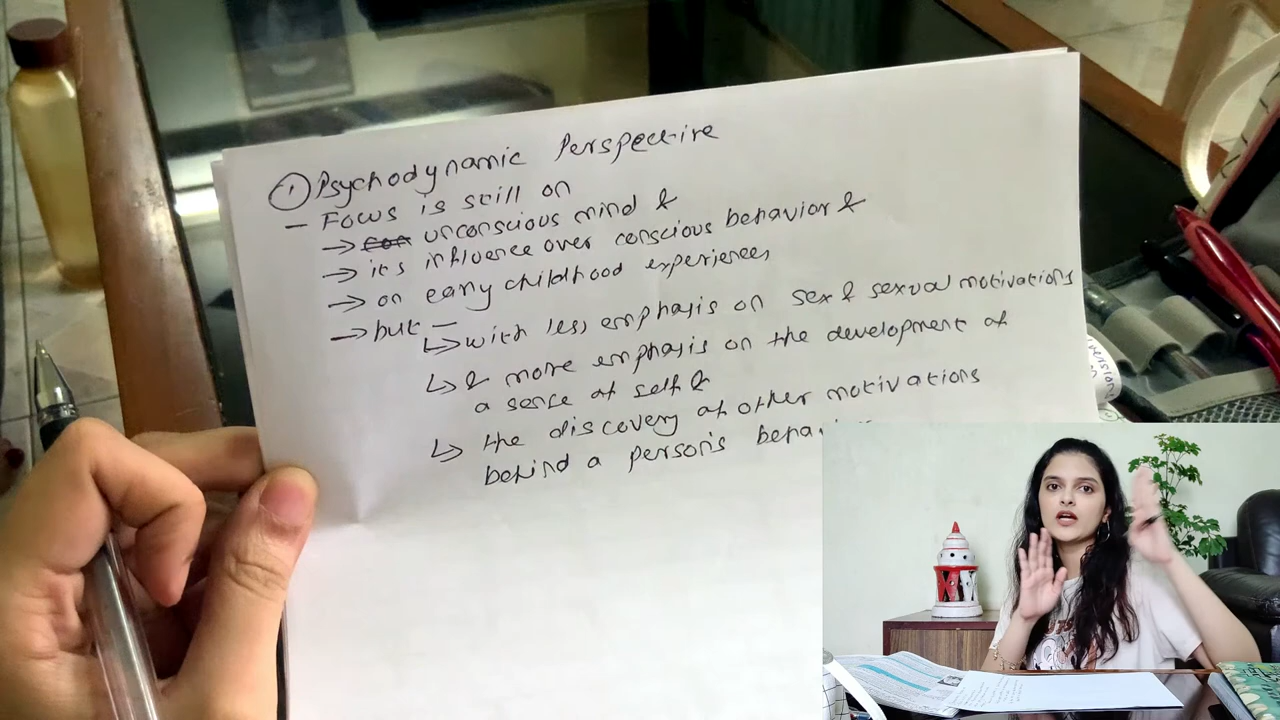 ① Psychodynamic Perspective
- Focus is still on
→ unconscious mind &
→ its influence over conscious behavior &
→ on early childhood experiences
→ but -
↳ with less emphasis on sex & sexual motivations
↳ & more emphasis on the development of
a sense of self &
↳ the discovery of other motivations
behind a person's